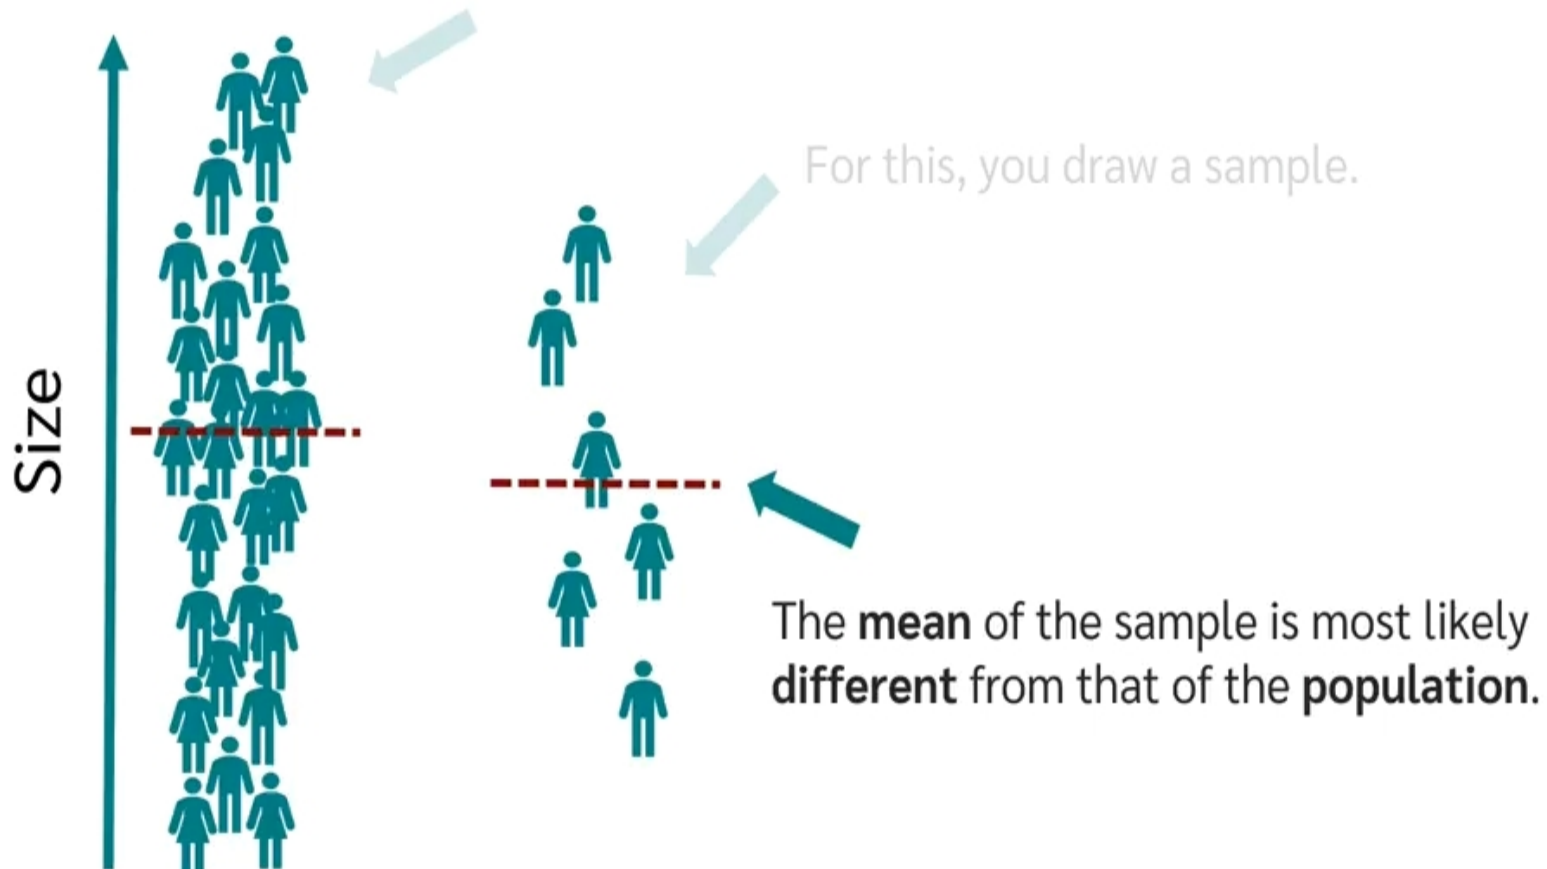 For this, you draw a sample.
Size
The mean of the sample is most likely
different from that of the population.